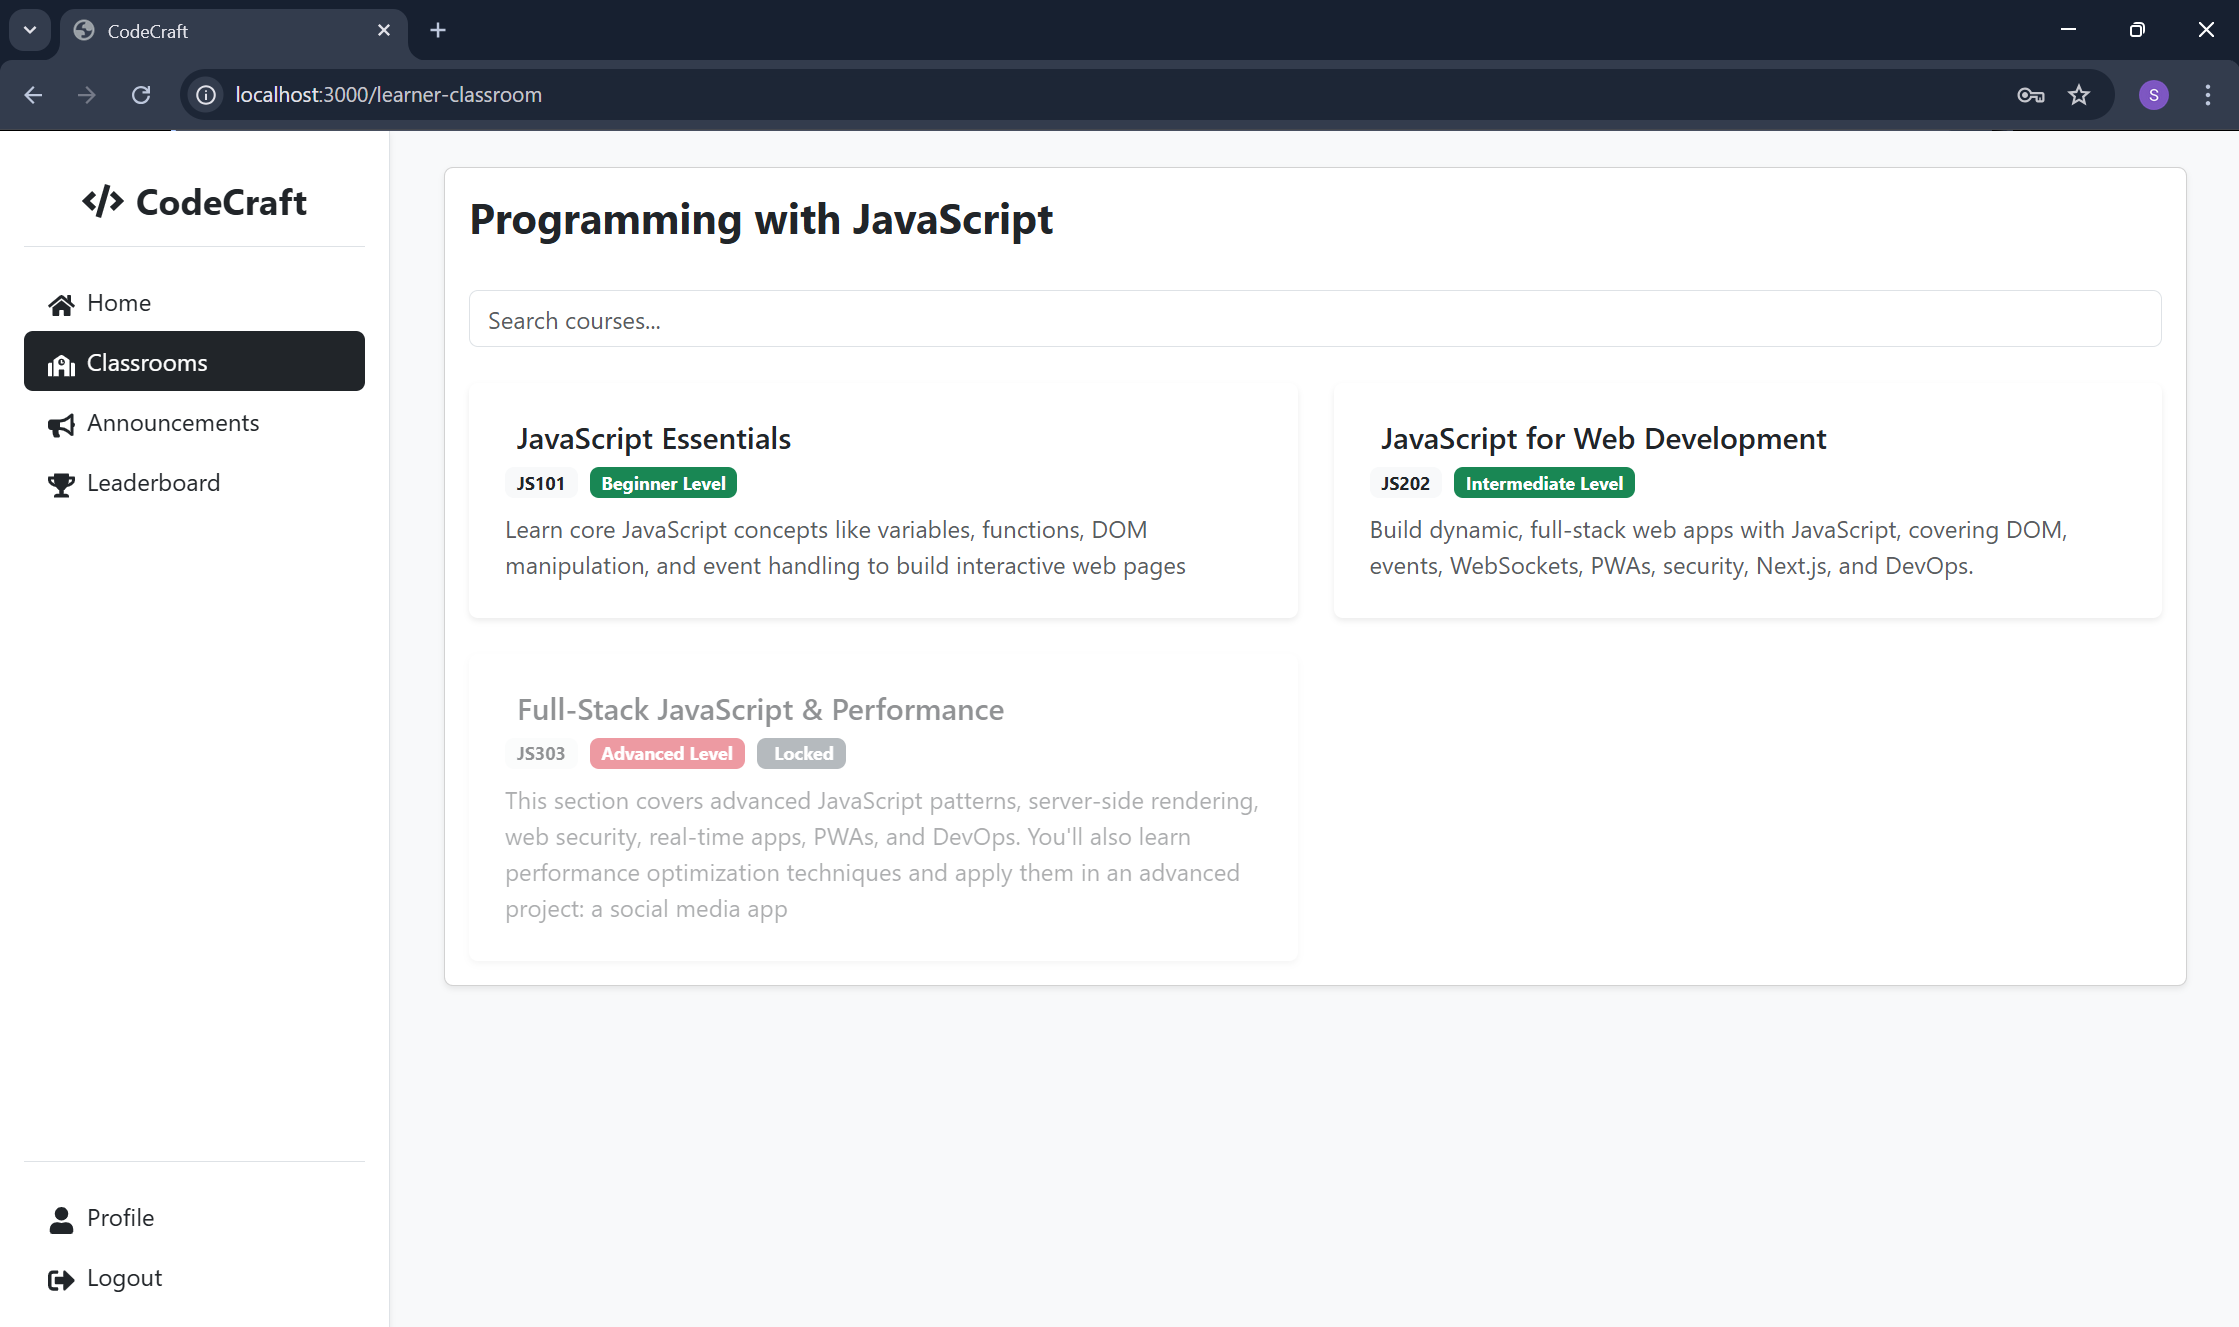 CodeCraft
localhost:3000/learner-classroom
S
CodeCraft
Home
Classrooms
Announcements
Leaderboard
Profile
Logout
Programming with JavaScript
Search courses...
JavaScript Essentials
JS101 Beginner Level
Learn core JavaScript concepts like variables, functions, DOM
manipulation, and event handling to build interactive web pages
JavaScript for Web Development
JS202 Intermediate Level
Build dynamic, full-stack web apps with JavaScript, covering DOM,
events, WebSockets, PWAs, security, Next.js, and DevOps.
Full-Stack JavaScript & Performance
JS303 Advanced Level Locked
This section covers advanced JavaScript patterns, server-side rendering,
web security, real-time apps, PWAs, and DevOps. You'll also learn
performance optimization techniques and apply them in an advanced
project: a social media app